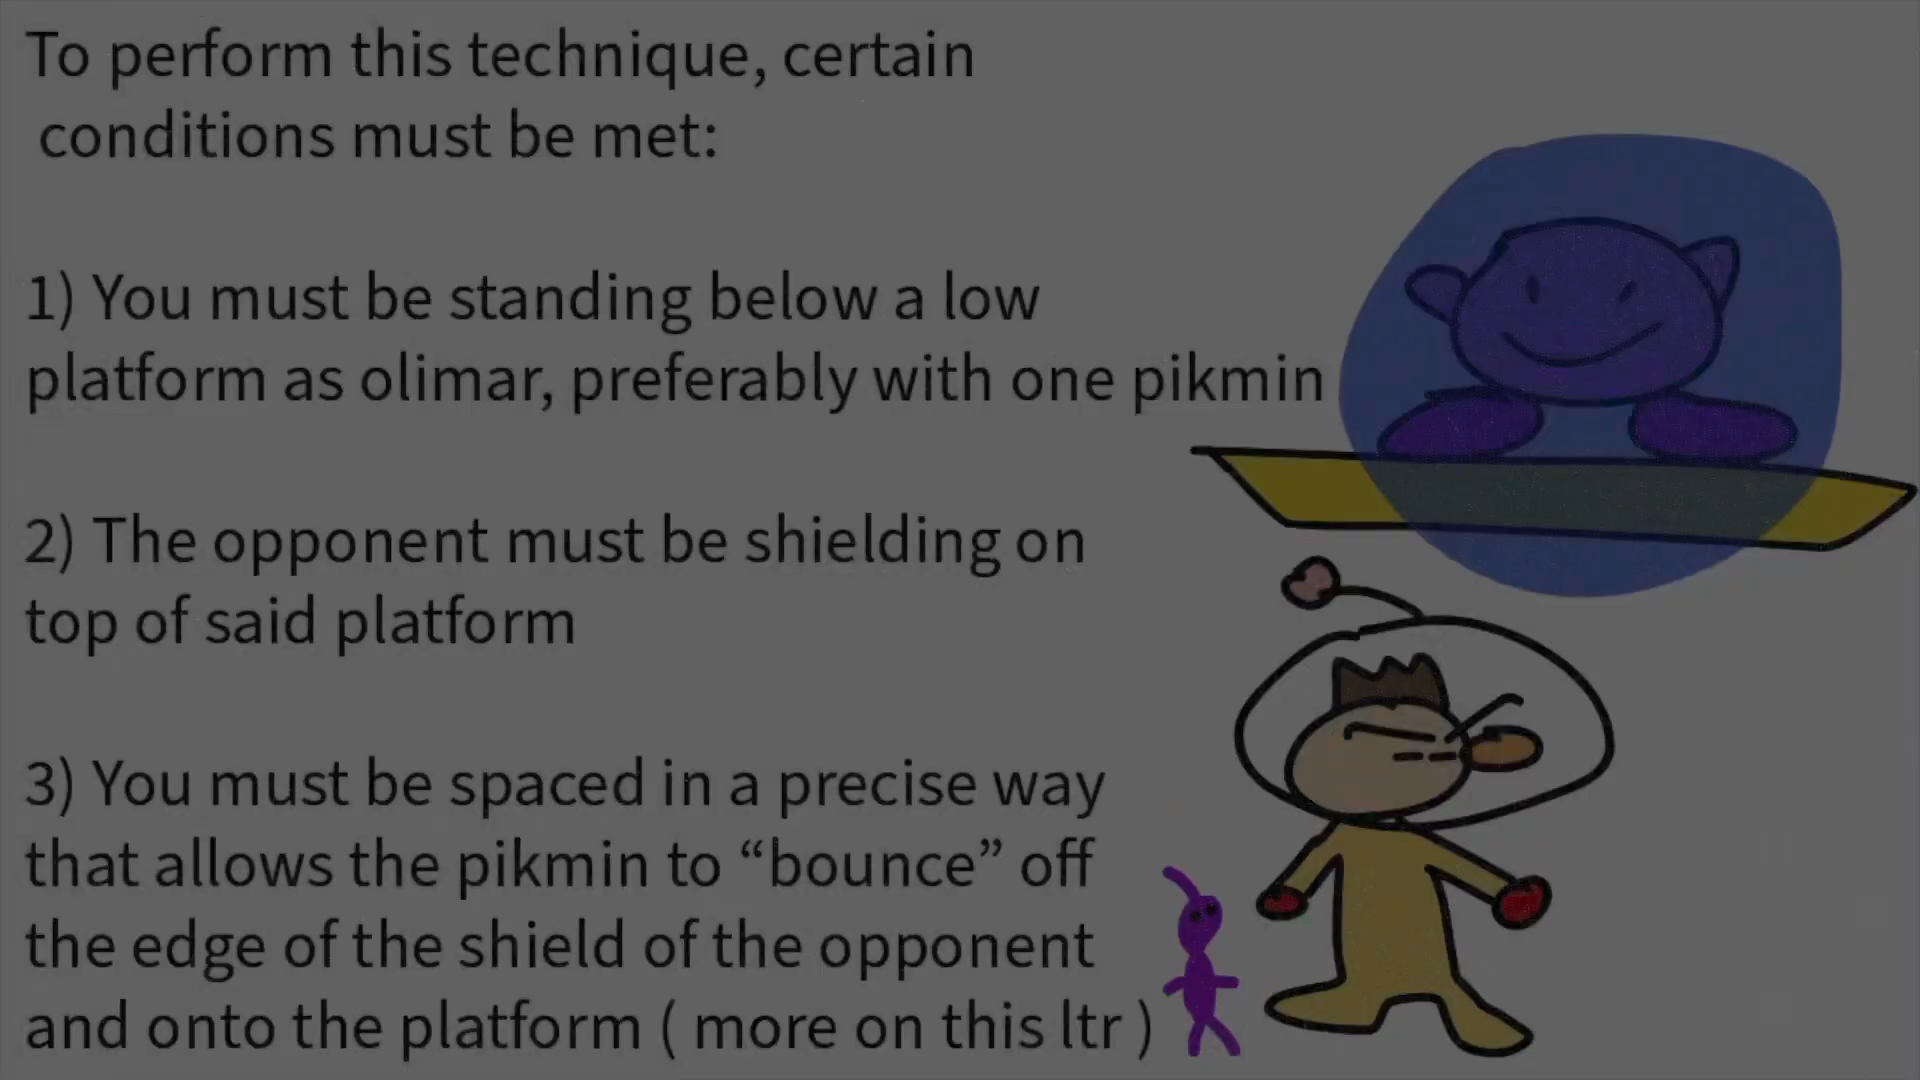 To perform this technique, certain
conditions must be met:
1) You must be standing below a low
platform as olimar, preferably with one pikmin
2) The opponent must be shielding on
top of said platform
3) You must be spaced in a precise way
that allows the pikmin to “bounce” off
the edge of the shield of the opponent
and onto the platform ( more on this ltr )